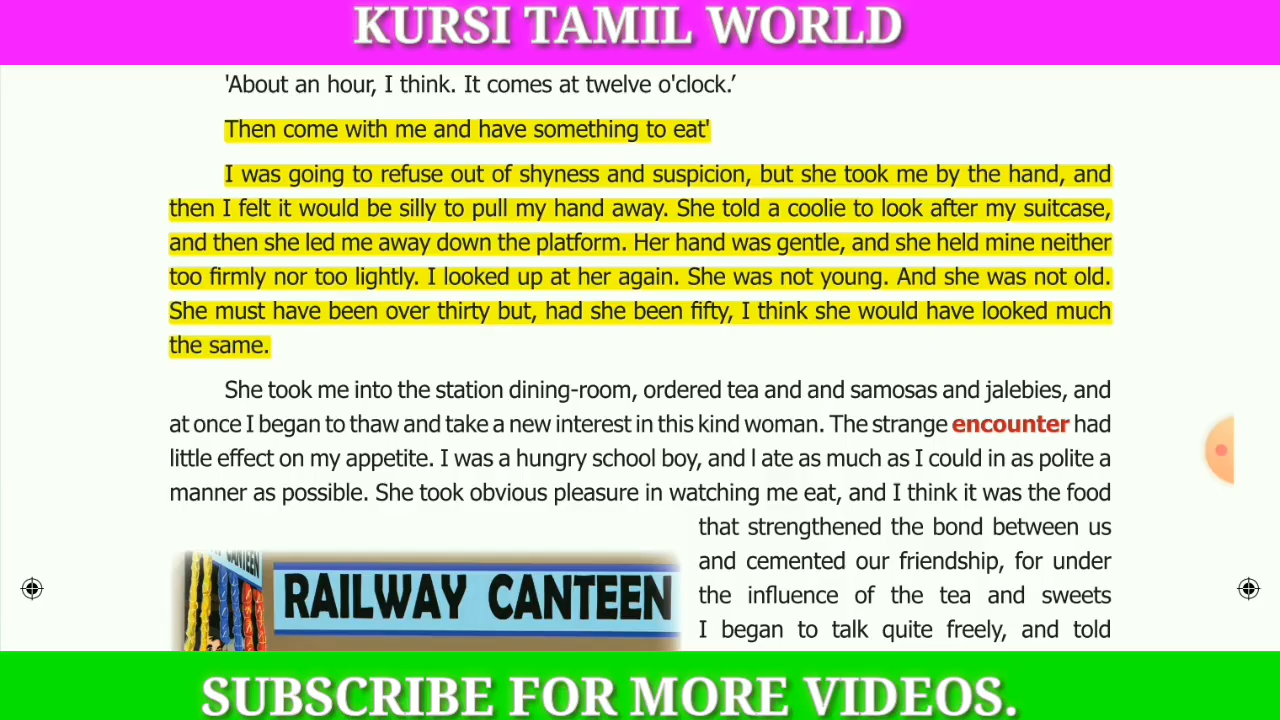 KURSI TAMIL WORLD
'About an hour, I think. It comes at twelve o'clock.’
Then come with me and have something to eat'
I was going to refuse out of shyness and suspicion, but she took me by the hand, and
then I felt it would be silly to pull my hand away. She told a coolie to look after my suitcase,
and then she led me away down the platform. Her hand was gentle, and she held mine neither
too firmly nor too lightly. I looked up at her again. She was not young. And she was not old.
She must have been over thirty but, had she been fifty, I think she would have looked much
the same.
She took me into the station dining-room, ordered tea and and samosas and jalebies, and
at once I began to thaw and take a new interest in this kind woman. The strange encounter had
little effect on my appetite. I was a hungry school boy, and l ate as much as I could in as polite a
manner as possible. She took obvious pleasure in watching me eat, and I think it was the food
that strengthened the bond between us
and cemented our friendship, for under
the influence of the tea and sweets
I began to talk quite freely, and told
CANTEEN
RAILWAY CANTEEN
SUBSCRIBE FOR MORE VIDEOS.